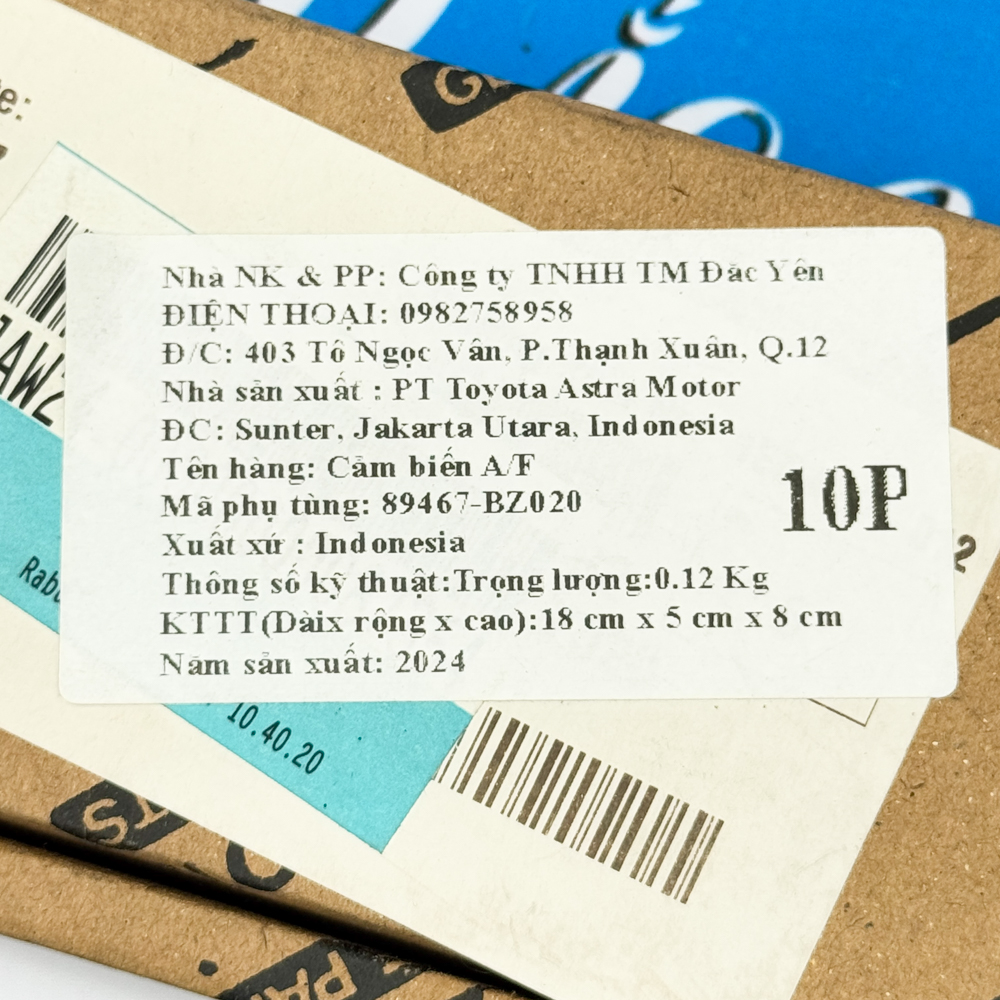 Nhà NK & PP: Công ty TNHH TM Đăc Yên
ĐIỆN THOẠI: 0982758958
Đ/C: 403 Tô Ngọc Vân, P.Thạnh Xuân, Q.12
Nhà sản xuất : PT Toyota Astra Motor
ĐC: Sunter, Jakarta Utara, Indonesia
Tên hàng: Cảm biến A/F
Mã phụ tùng: 89467-BZ020
10P
Xuất xứ : Indonesia
Thông số kỹ thuật:Trọng lượng:0.12 Kg
KTTT(Dàix rộng x cao):18 cm x 5 cm x 8 cm
Năm sản xuất: 2024
10.40.20